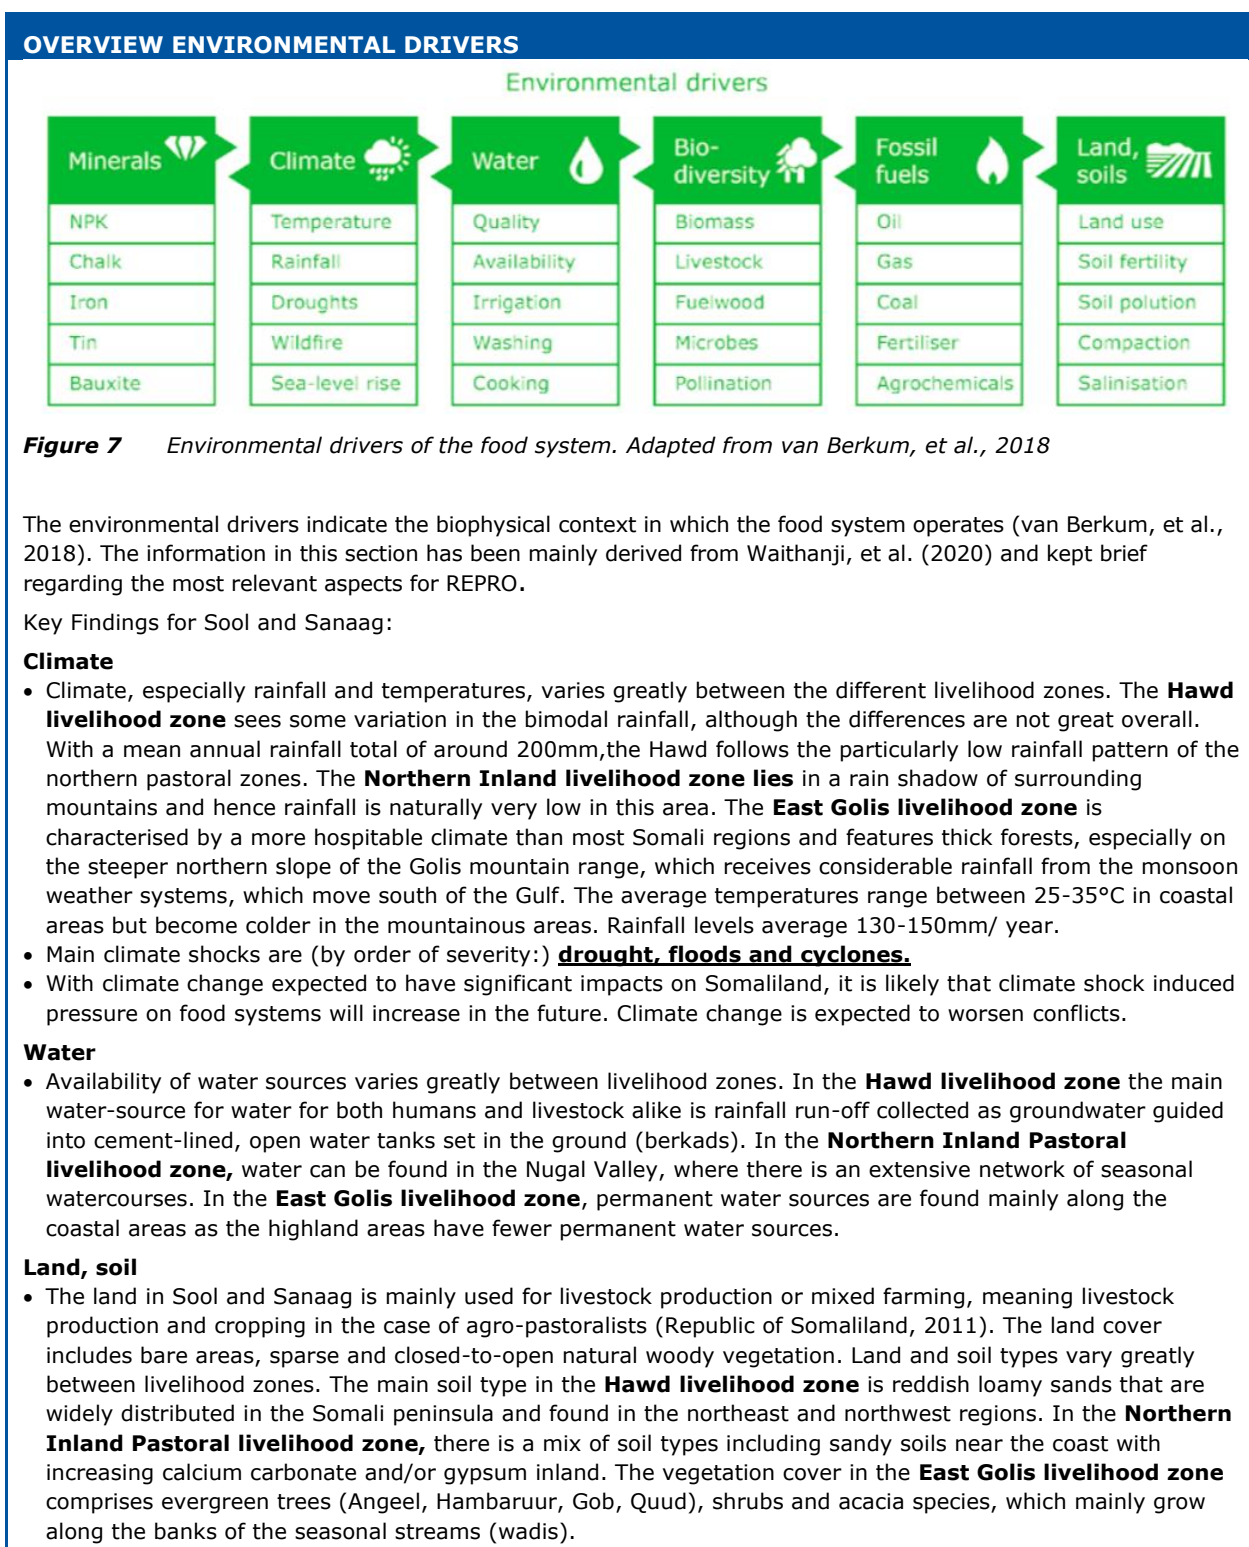 OVERVIEW ENVIRONMENTAL DRIVERS
Environmental drivers
Minerals
NPK
Chalk
Iron
Tin
Bauxite
Climate
Temperature
Rainfall
Droughts
Wildfire
Sea-level rise
Water
Quality
Availability
Irrigation
Washing
Cooking
Bio-
diversity
Biomass
Livestock
Fuelwood
Microbes
Pollination
Fossil
fuels
Oil
Gas
Coal
Fertiliser
Agrochemicals
Land,
soils
Land use
Soil fertility
Soil polution
Compaction
Salinisation
Figure 7 Environmental drivers of the food system. Adapted from van Berkum, et al., 2018
The environmental drivers indicate the biophysical context in which the food system operates (van Berkum, et al.,
2018). The information in this section has been mainly derived from Waithanji, et al. (2020) and kept brief
regarding the most relevant aspects for REPRO.
Key Findings for Sool and Sanaag:
Climate
• Climate, especially rainfall and temperatures, varies greatly between the different livelihood zones. The Hawd
livelihood zone sees some variation in the bimodal rainfall, although the differences are not great overall.
With a mean annual rainfall total of around 200mm,the Hawd follows the particularly low rainfall pattern of the
northern pastoral zones. The Northern Inland livelihood zone lies in a rain shadow of surrounding
mountains and hence rainfall is naturally very low in this area. The East Golis livelihood zone is
characterised by a more hospitable climate than most Somali regions and features thick forests, especially on
the steeper northern slope of the Golis mountain range, which receives considerable rainfall from the monsoon
weather systems, which move south of the Gulf. The average temperatures range between 25-35°C in coastal
areas but become colder in the mountainous areas. Rainfall levels average 130-150mm/ year.
• Main climate shocks are (by order of severity:) drought, floods and cyclones.
• With climate change expected to have significant impacts on Somaliland, it is likely that climate shock induced
pressure on food systems will increase in the future. Climate change is expected to worsen conflicts.
Water
• Availability of water sources varies greatly between livelihood zones. In the Hawd livelihood zone the main
water-source for water for both humans and livestock alike is rainfall run-off collected as groundwater guided
into cement-lined, open water tanks set in the ground (berkads). In the Northern Inland Pastoral
livelihood zone, water can be found in the Nugal Valley, where there is an extensive network of seasonal
watercourses. In the East Golis livelihood zone, permanent water sources are found mainly along the
coastal areas as the highland areas have fewer permanent water sources.
Land, soil
• The land in Sool and Sanaag is mainly used for livestock production or mixed farming, meaning livestock
production and cropping in the case of agro-pastoralists (Republic of Somaliland, 2011). The land cover
includes bare areas, sparse and closed-to-open natural woody vegetation. Land and soil types vary greatly
between livelihood zones. The main soil type in the Hawd livelihood zone is reddish loamy sands that are
widely distributed in the Somali peninsula and found in the northeast and northwest regions. In the Northern
Inland Pastoral livelihood zone, there is a mix of soil types including sandy soils near the coast with
increasing calcium carbonate and/or gypsum inland. The vegetation cover in the East Golis livelihood zone
comprises evergreen trees (Angeel, Hambaruur, Gob, Quud), shrubs and acacia species, which mainly grow
along the banks of the seasonal streams (wadis).